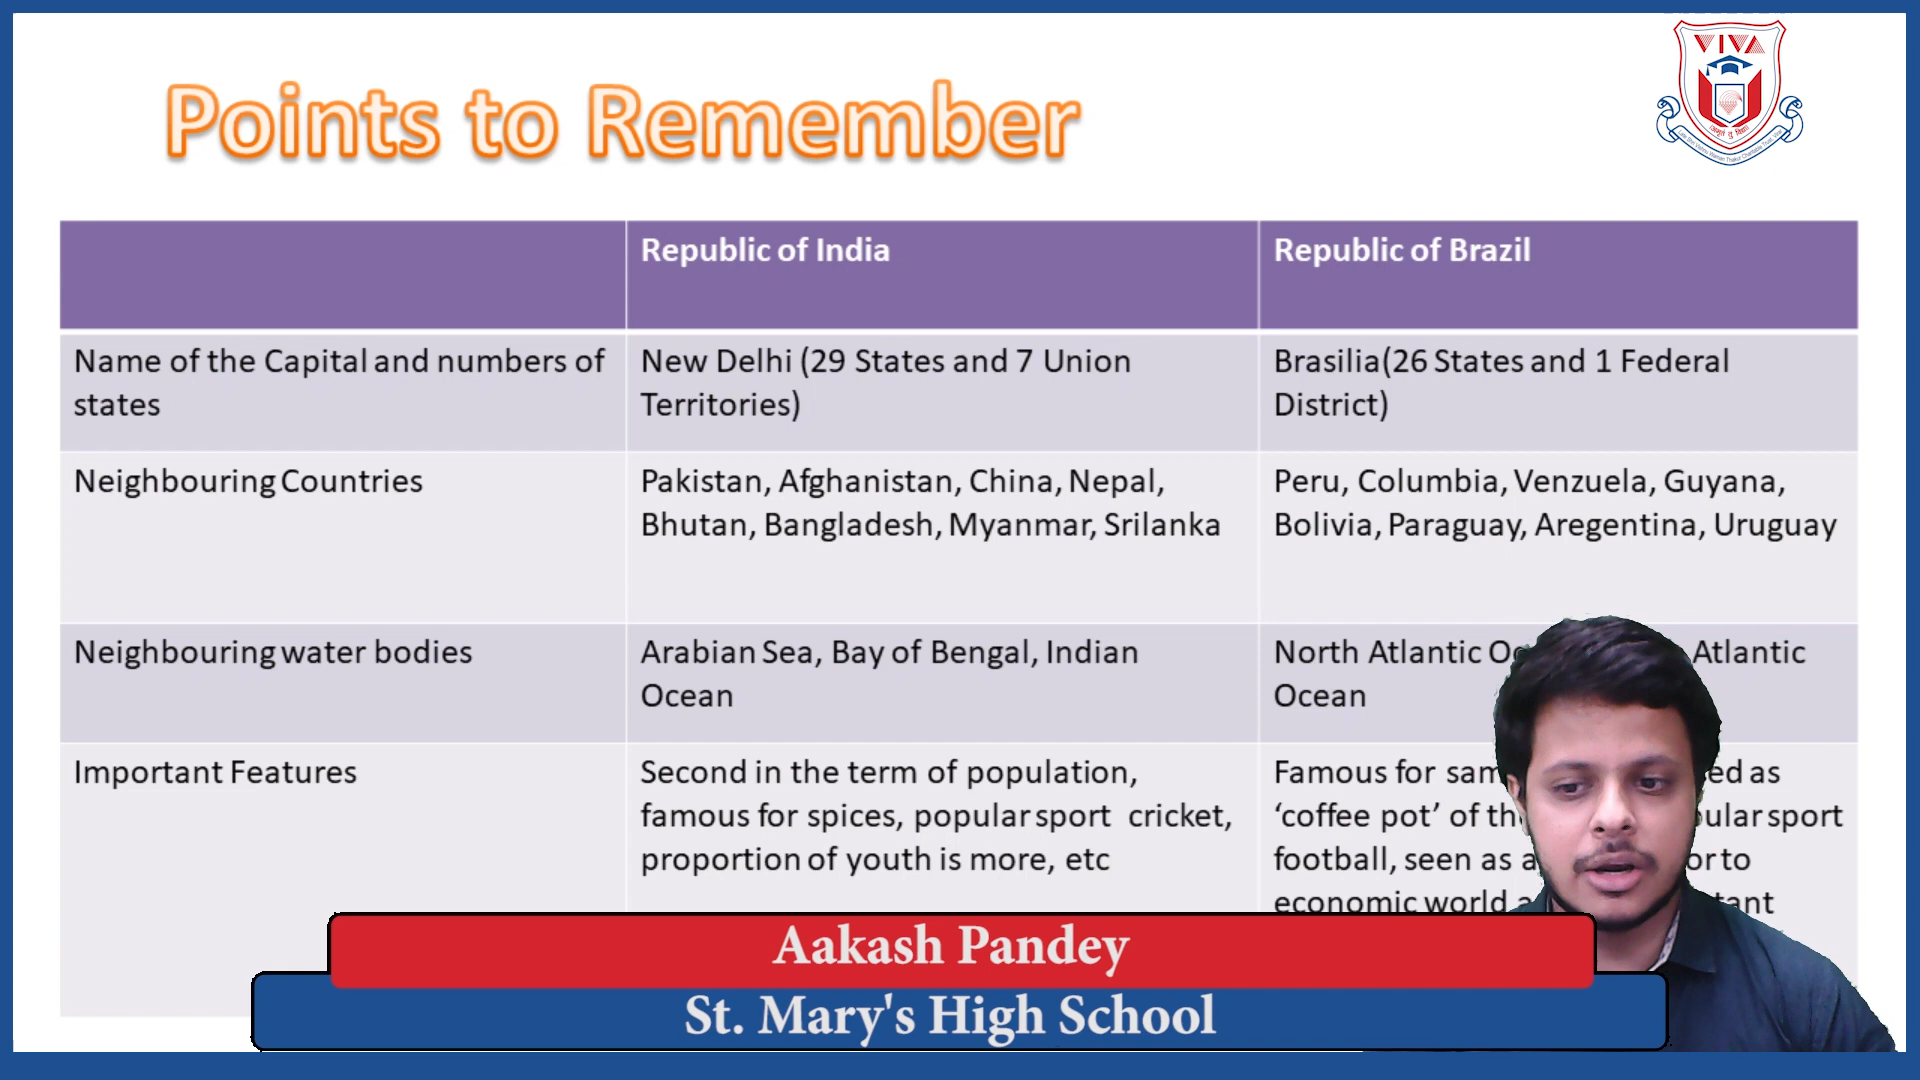 VIVA
Points to Remember
Republic of India
Republic of Brazil
Name of the Capital and numbers of
states
New Delhi (29 States and 7 Union
Territories)
Brasilia(26 States and 1 Federal
District)
Neighbouring Countries
Pakistan, Afghanistan, China, Nepal,
Bhutan, Bangladesh, Myanmar, Srilanka
Peru, Columbia, Venzuela, Guyana,
Bolivia, Paraguay, Aregentina, Uruguay
Neighbouring water bodies
Arabian Sea, Bay of Bengal, Indian
Ocean
North Atlantic Atlantic
Ocean
Important Features
Second in the term of population,
famous for spices, popular sport cricket,
proportion of youth is more, etc
Famous for as
‘coffee pot’ of sport
football, seen as to
economic world
Aakash Pandey
St. Mary's High School